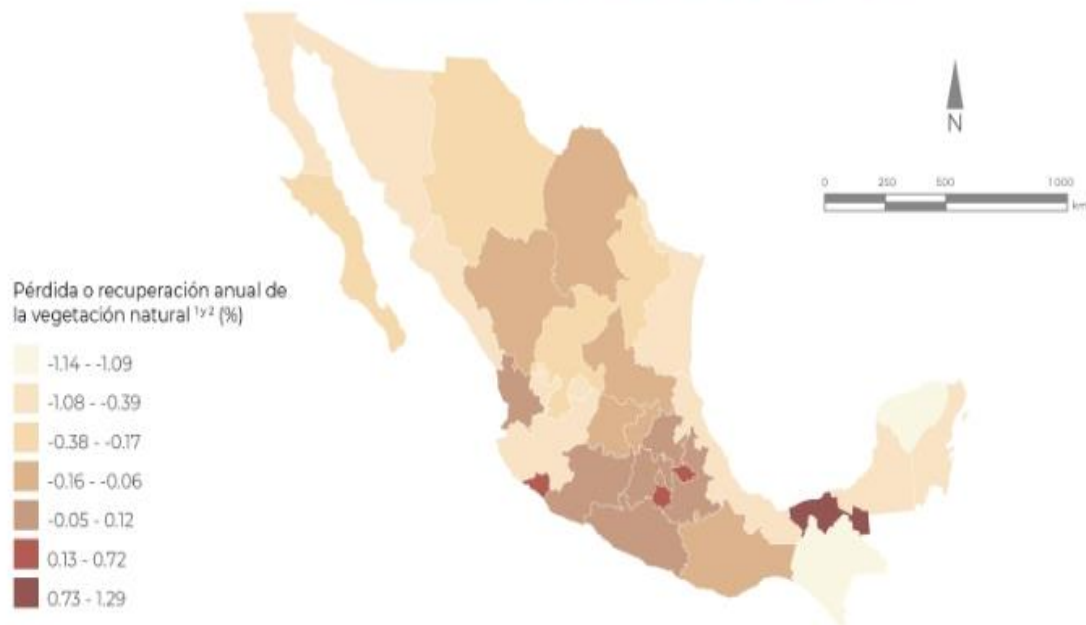 N
0 250 500 1 000
km
Pérdida o recuperación anual de
la vegetación natural ¹ʸ² (%)
-1.14 - -1.09
-1.08 - -0.39
-0.38 - -0.17
-0.16 - -0.06
-0.05 - 0.12
0.13 - 0.72
0.73 - 1.29